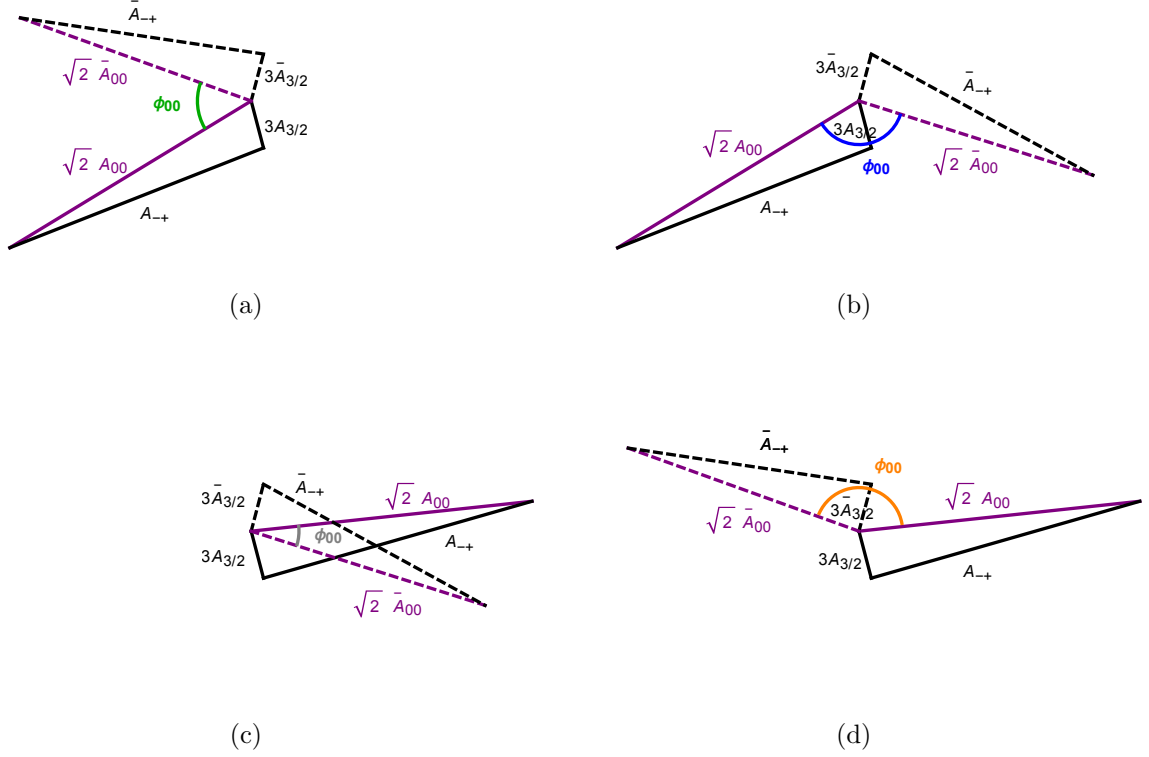 Ā₋₊
√2 Ā₀₀
3Ā₃/₂
ϕ₀₀
3A₃/₂
√2 A₀₀
A₋₊
(a)
3Ā₃/₂
Ā₋₊
3A₃/₂
√2 A₀₀
ϕ₀₀
√2 Ā₀₀
A₋₊
(b)
3Ā₃/₂
Ā₋₊
√2 A₀₀
ϕ₀₀
3A₃/₂
A₋₊
√2 Ā₀₀
(c)
Ā₋₊
ϕ₀₀
√2 A₀₀
3Ā₃/₂
√2 Ā₀₀
3A₃/₂
A₋₊
(d)